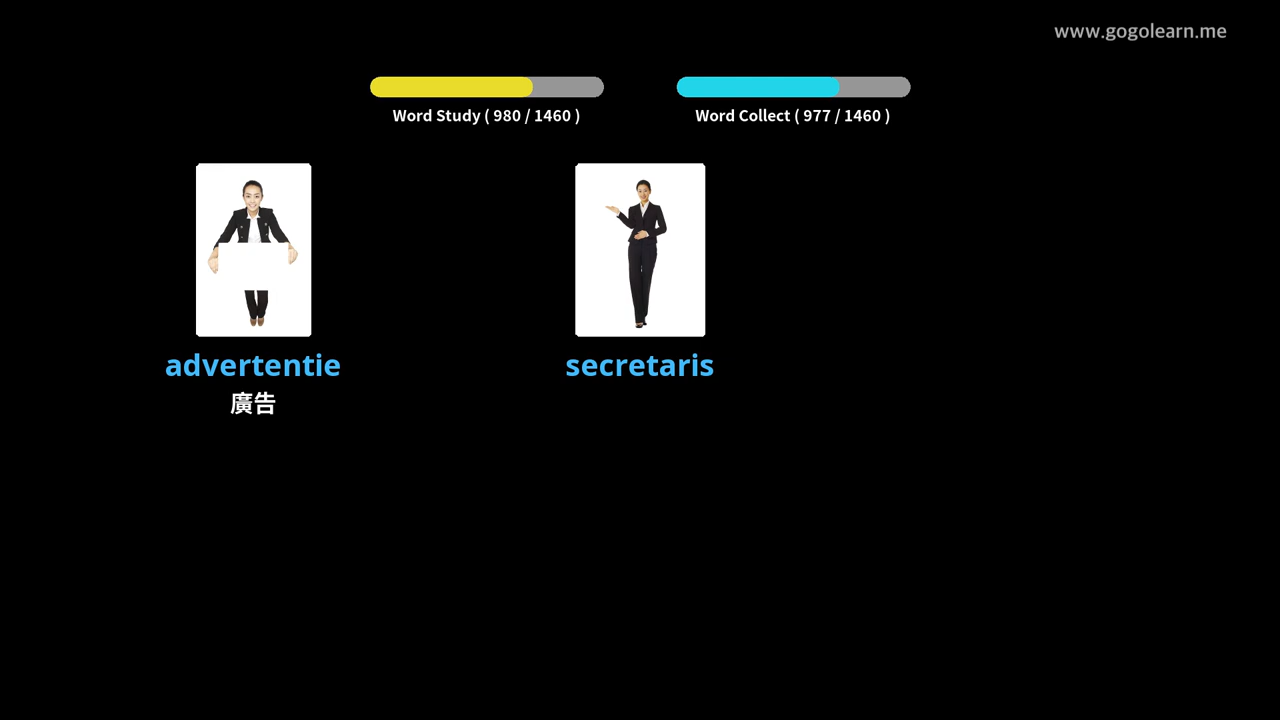 www.gogolearn.me
Word Study ( 980 / 1460 )
Word Collect ( 977 / 1460 )
advertentie
廣告
secretaris